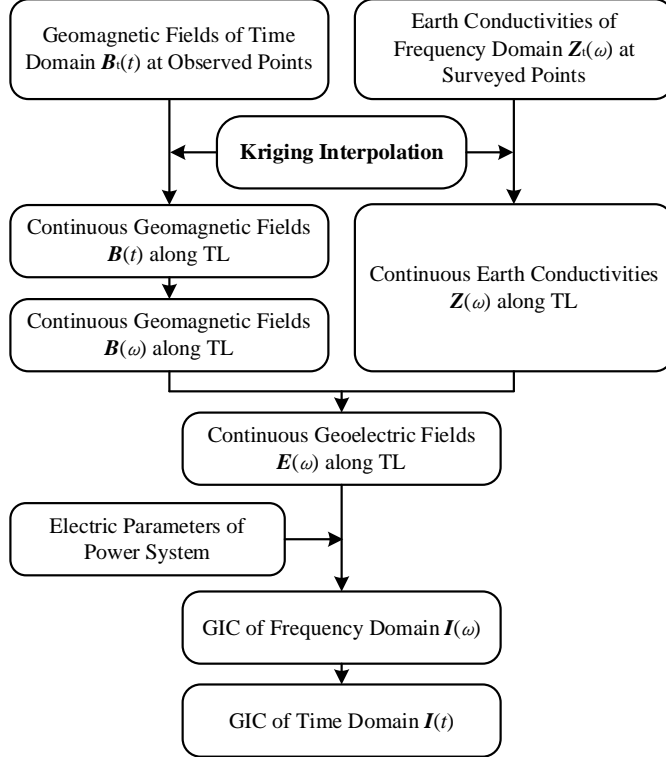 Geomagnetic Fields of Time
Domain Bₜ(t) at Observed Points
Earth Conductivities of
Frequency Domain Zₜ(ω) at
Surveyed Points
Kriging Interpolation
Continuous Geomagnetic Fields
B(t) along TL
Continuous Earth Conductivities
Z(ω) along TL
Continuous Geomagnetic Fields
B(ω) along TL
Continuous Geoelectric Fields
E(ω) along TL
Electric Parameters of
Power System
GIC of Frequency Domain I(ω)
GIC of Time Domain I(t)